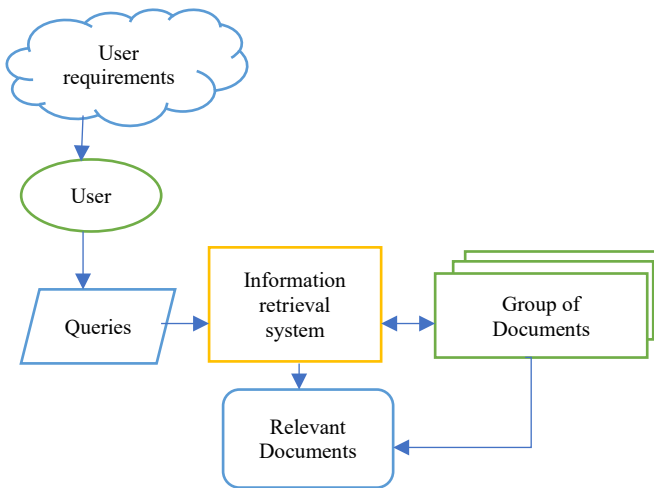 User
requirements
User
Queries
Information
retrieval
system
Group of
Documents
Relevant
Documents